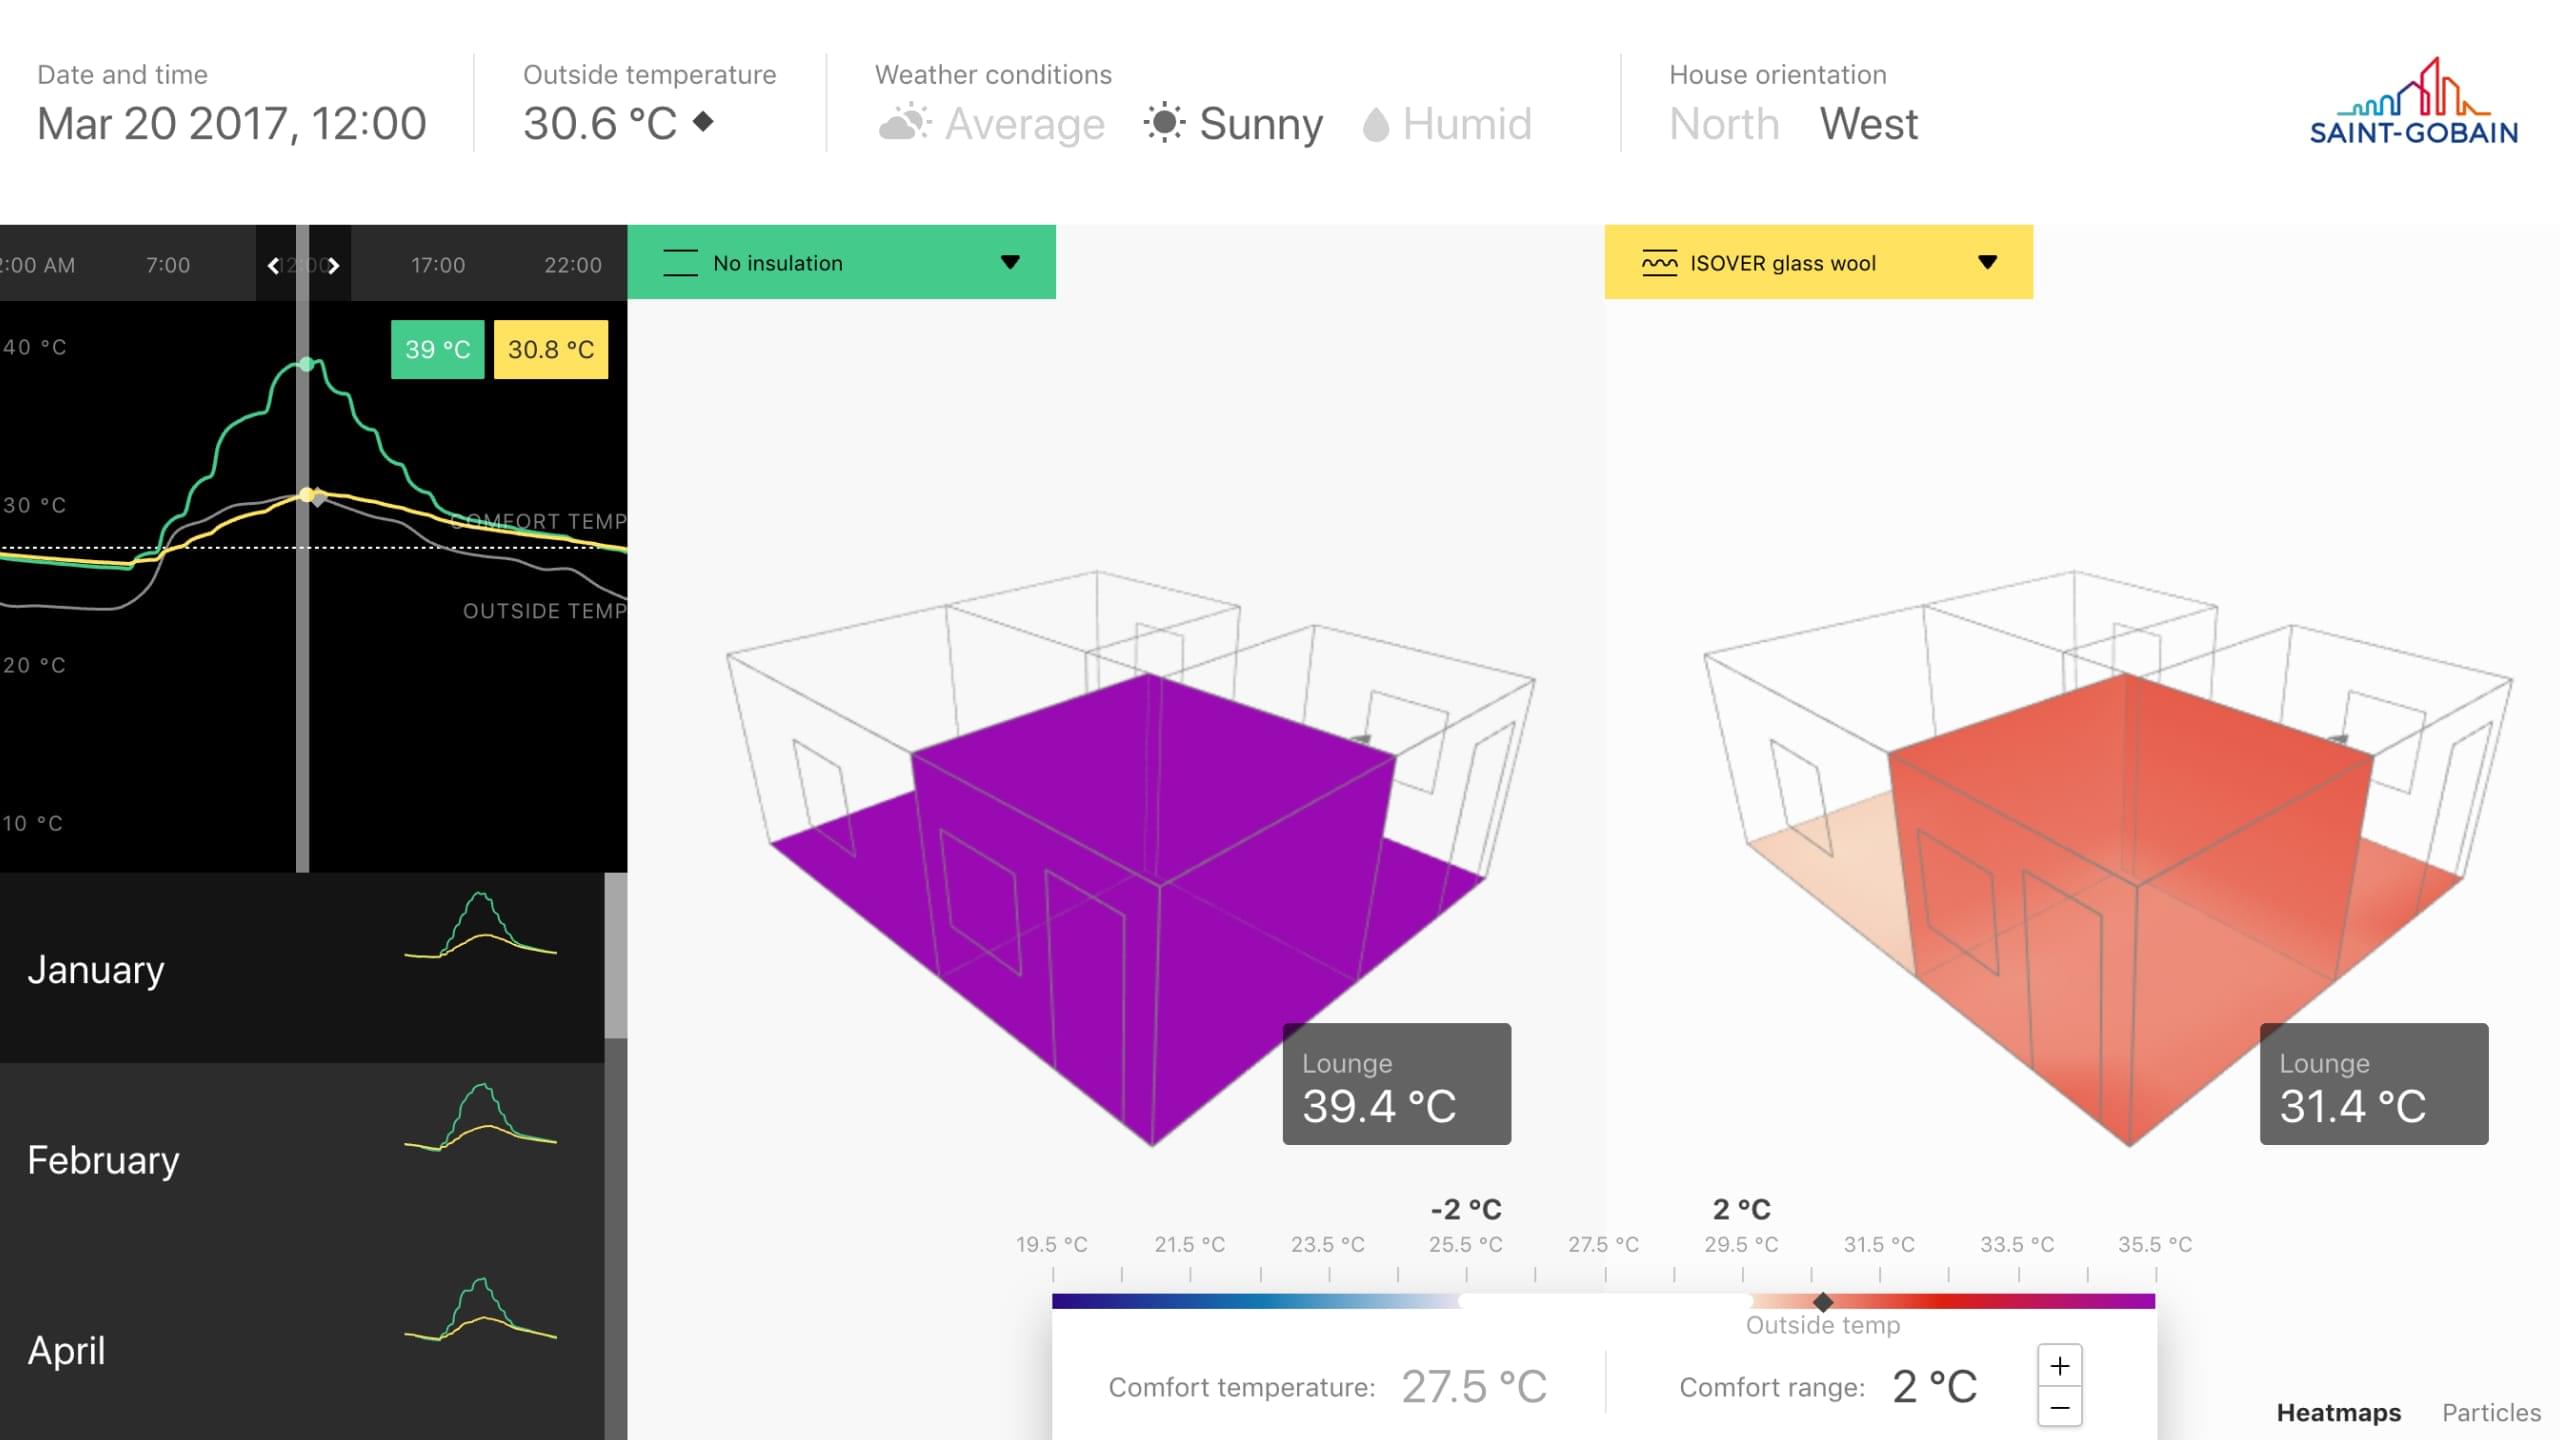 Date and time
Mar 20 2017, 12:00
Outside temperature
30.6 °C
Weather conditions
Average Sunny Humid
House orientation
North West
SAINT-GOBAIN
2:00 AM 7:00 12:00 17:00 22:00
No insulation
ISOVER glass wool
40 °C
39 °C 30.8 °C
30 °C
COMFORT TEMP
OUTSIDE TEMP
20 °C
10 °C
January
February
April
Lounge
39.4 °C
Lounge
31.4 °C
-2 °C 2 °C
19.5 °C 21.5 °C 23.5 °C 25.5 °C 27.5 °C 29.5 °C 31.5 °C 33.5 °C 35.5 °C
Outside temp
Comfort temperature: 27.5 °C
Comfort range: 2 °C
+
−
Heatmaps Particles